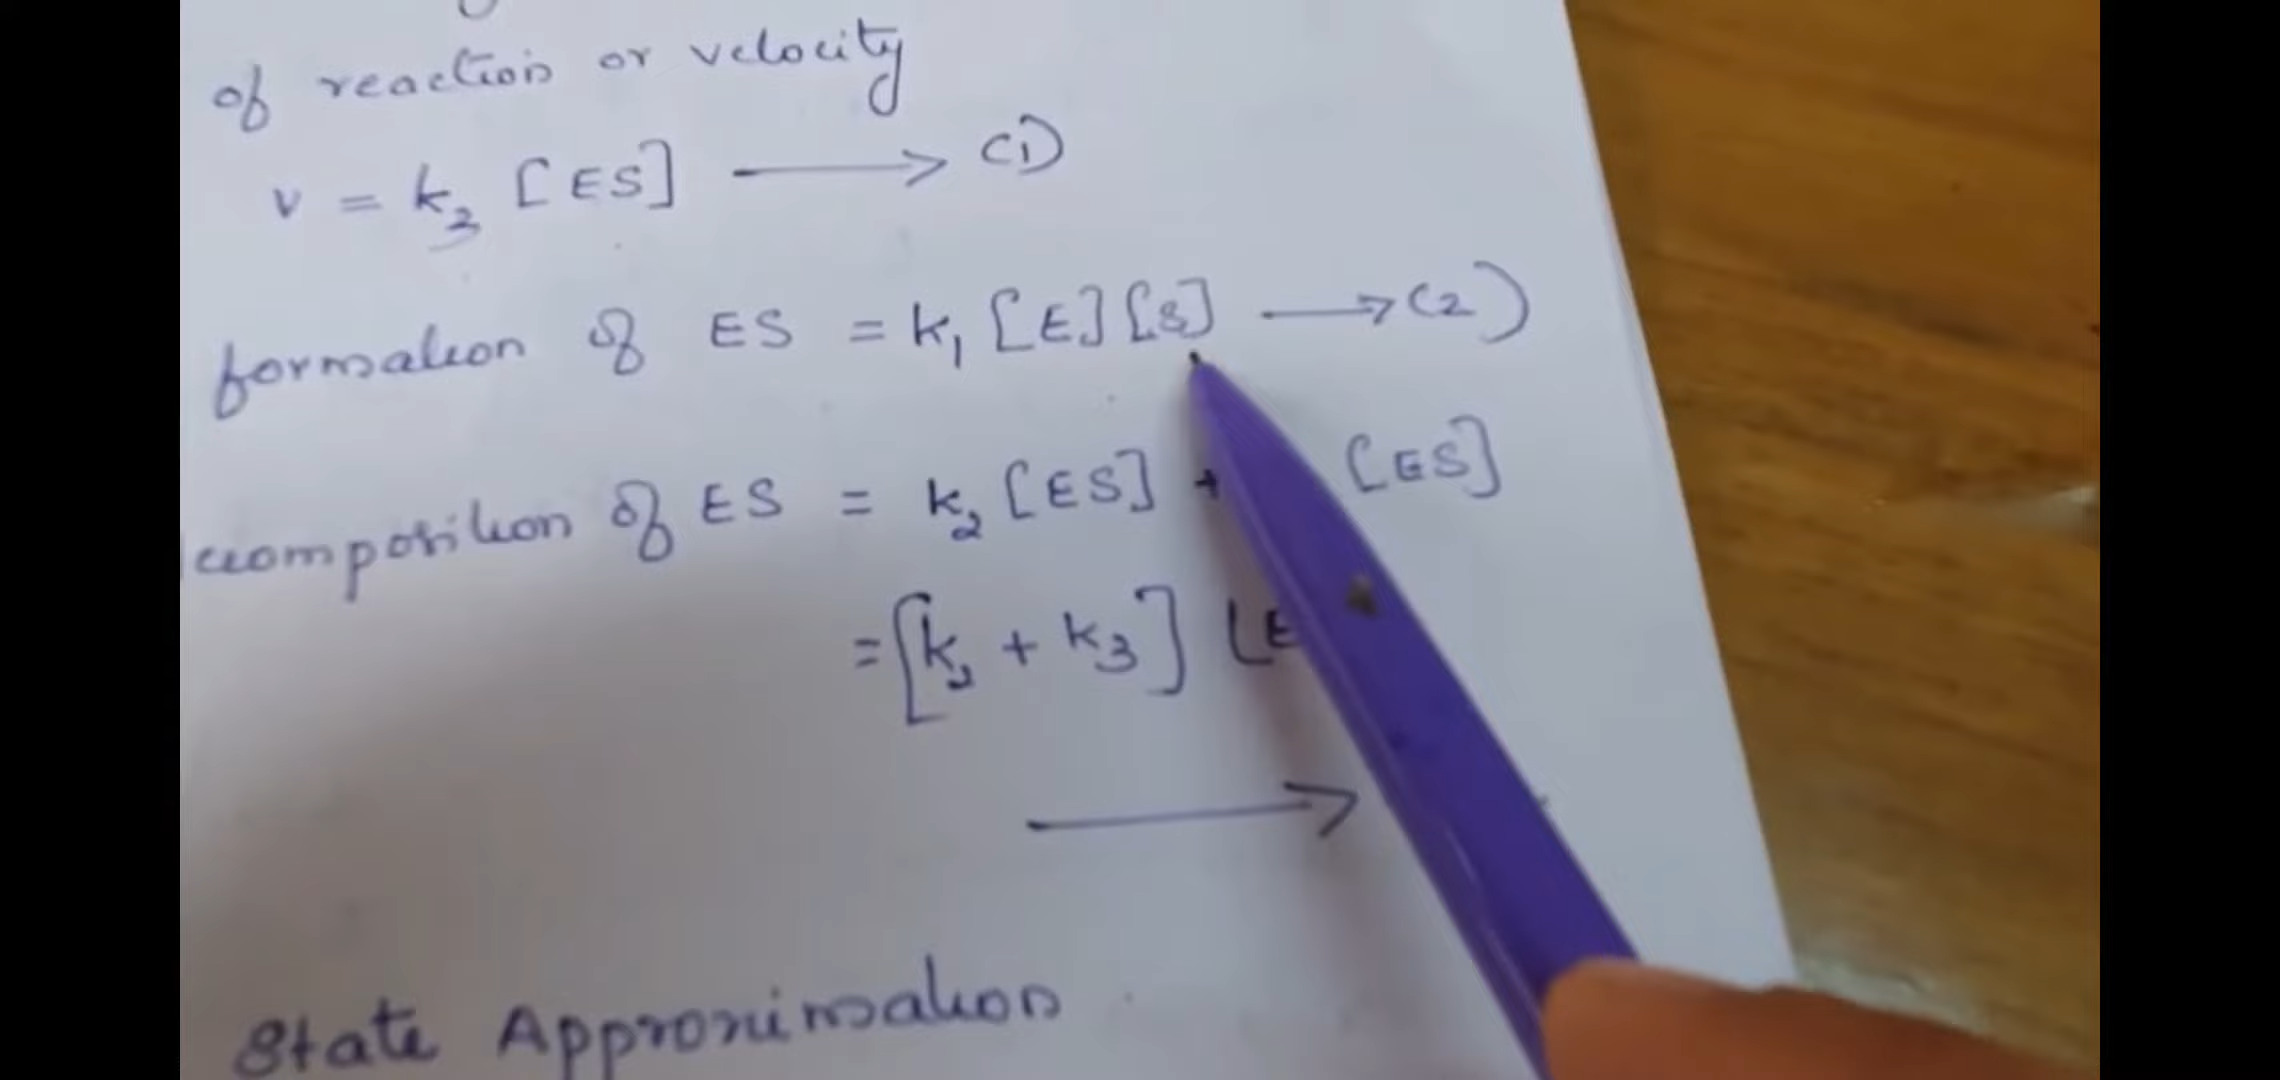 of reaction or velocity
v = k₃ [ES] ⟶ (1)
formation of ES = k₁ [E][S] ⟶ (2)
composition of ES = k₂ [ES] + [ES]
= [k₂ + k₃] [E
⟶
State Approximation